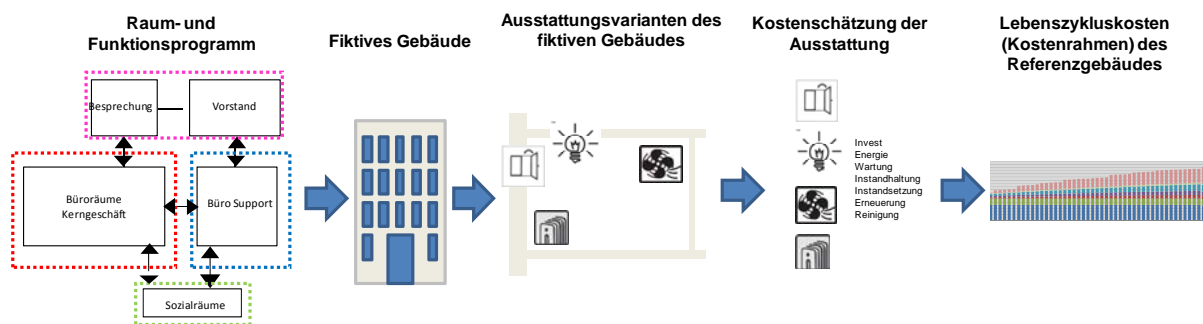 Raum- und
Funktionsprogramm
Fiktives Gebäude
Ausstattungsvarianten des
fiktiven Gebäudes
Kostenschätzung der
Ausstattung
Lebenszykluskosten
(Kostenrahmen) des
Referenzgebäudes
Besprechung
Vorstand
Büroräume
Kerngeschäft
Büro Support
Sozialräume
Invest
Energie
Wartung
Instandhaltung
Instandsetzung
Erneuerung
Reinigung